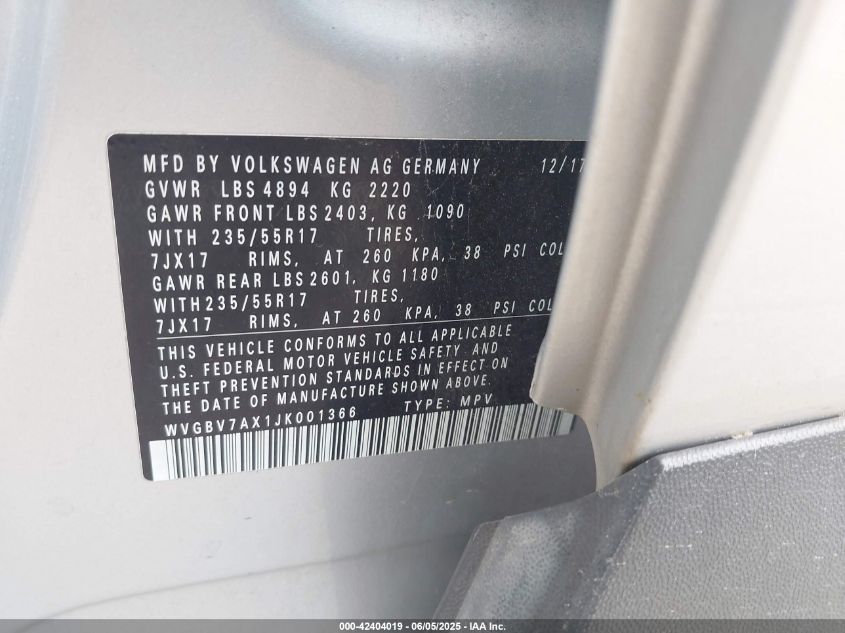 MFD BY VOLKSWAGEN AG GERMANY 12/17
GVWR LBS 4894 KG 2220
GAWR FRONT LBS 2403, KG 1090
WITH 235/55R17 TIRES,
7JX17 RIMS, AT 260 KPA, 38 PSI COL
GAWR REAR LBS 2601, KG 1180
WITH 235/55R17 TIRES,
7JX17 RIMS, AT 260 KPA, 38 PSI COL
THIS VEHICLE CONFORMS TO ALL APPLICABLE
U.S. FEDERAL MOTOR VEHICLE SAFETY AND
THEFT PREVENTION STANDARDS IN EFFECT ON
THE DATE OF MANUFACTURE SHOWN ABOVE.
WVGBV7AX1JK001366 TYPE: MPV
000-42404019 - 06/05/2025 - IAA Inc.